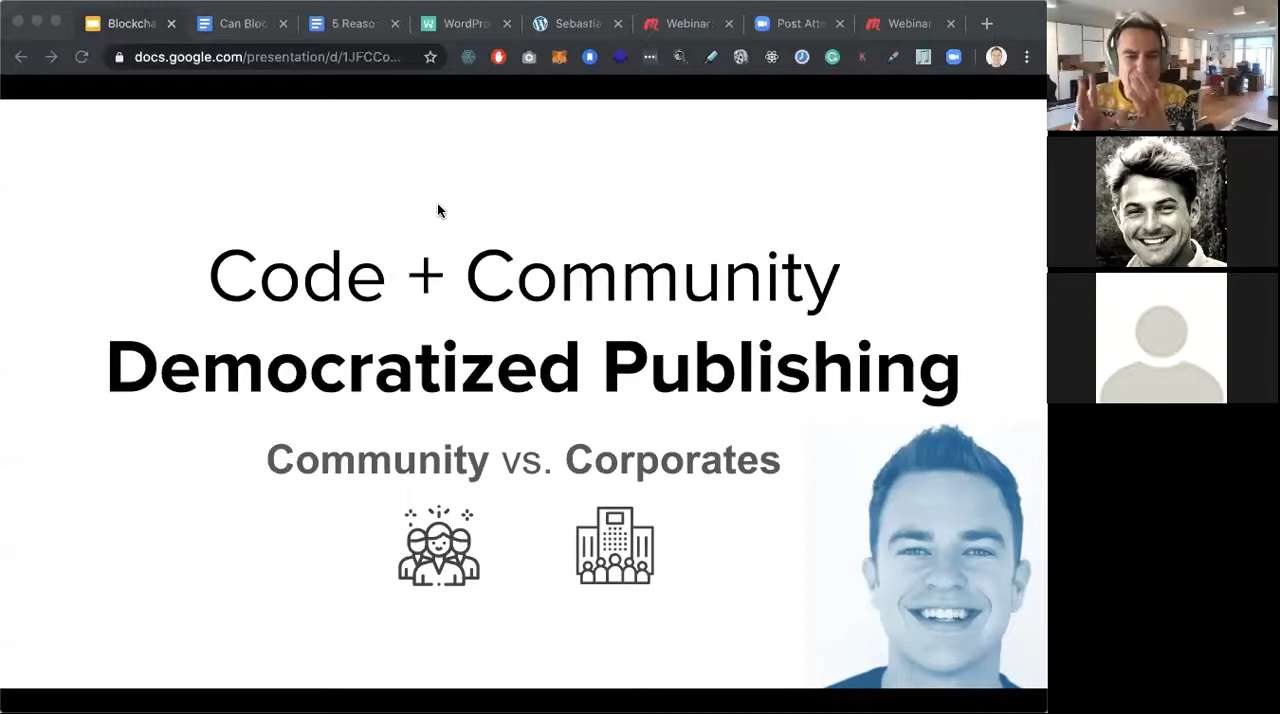 Blockcha
Can Bloc
5 Reaso
WordPro
Sebastia
Webinar
Post Atte
Webinar
docs.google.com/presentation/d/1JFCCo...
Code + Community
Democratized Publishing
Community vs. Corporates